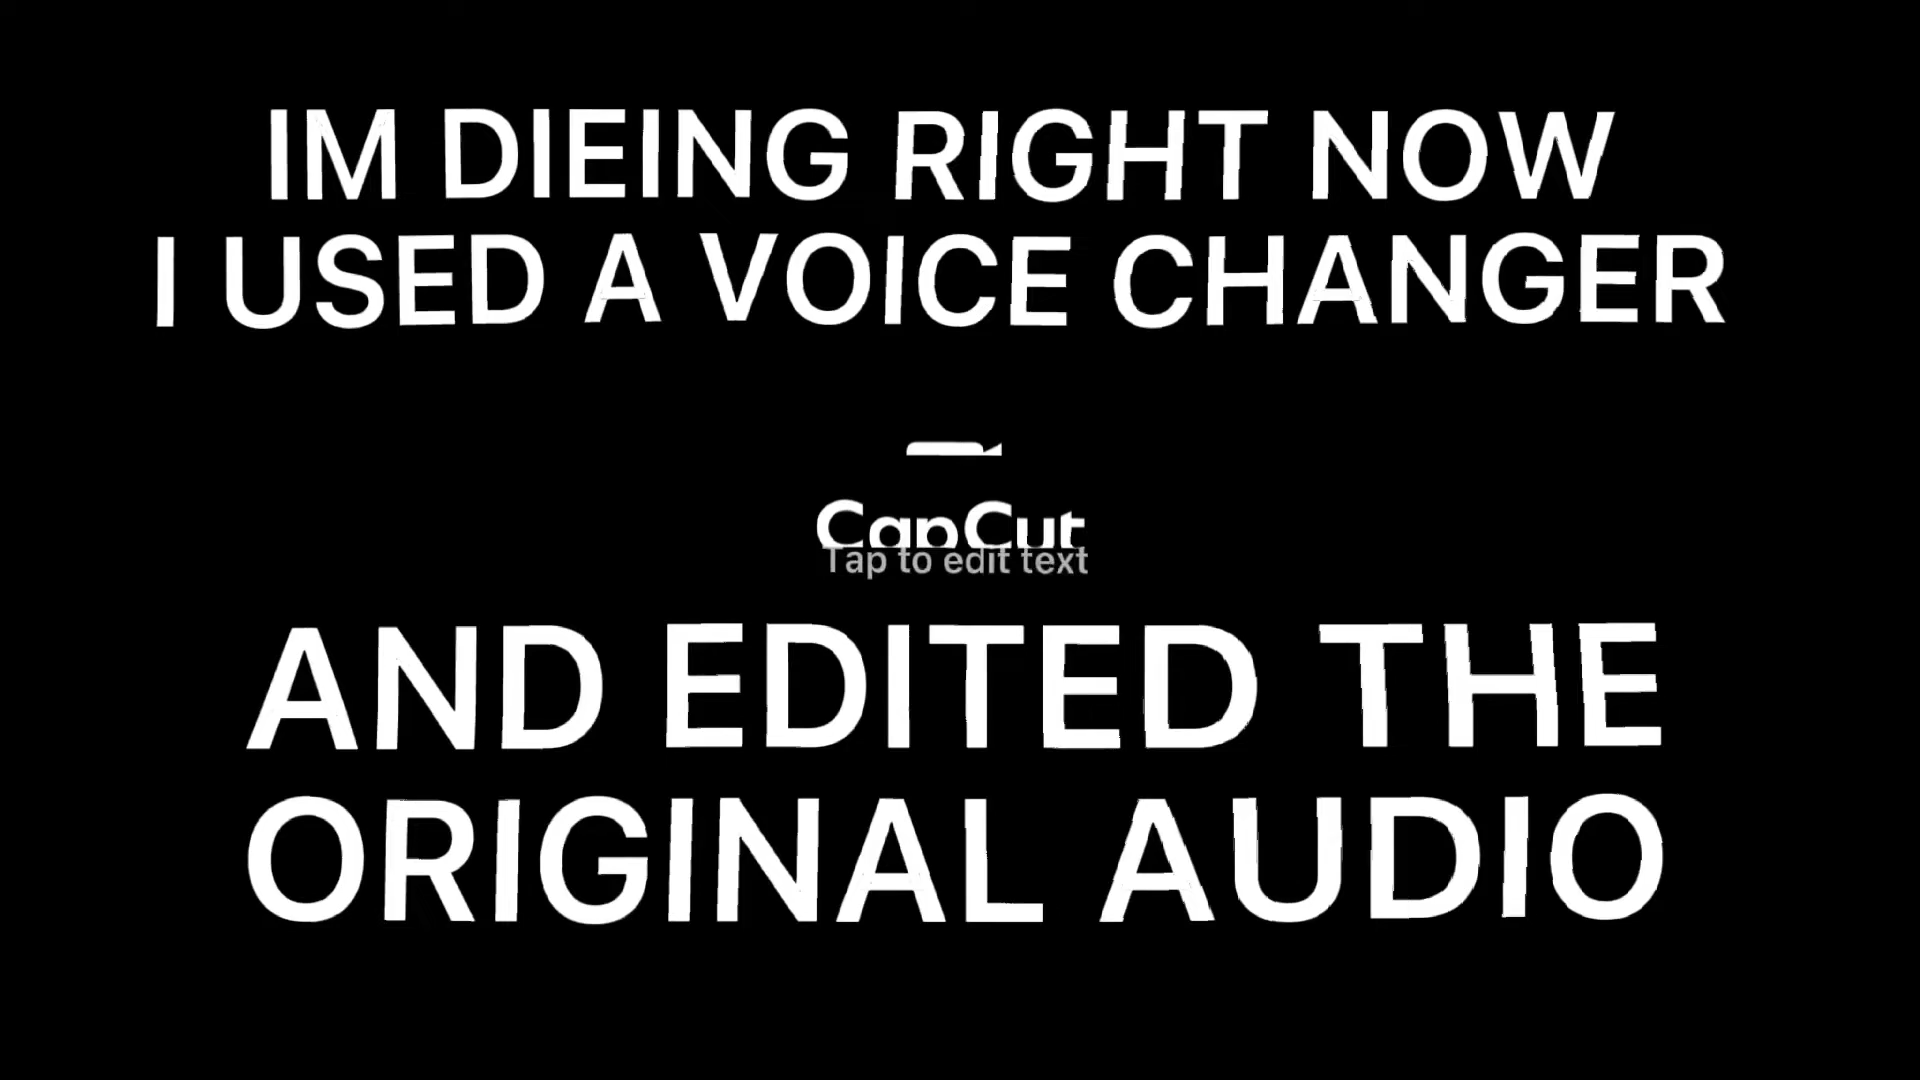 IM DIEING RIGHT NOW
I USED A VOICE CHANGER
CapCut
Tap to edit text
AND EDITED THE
ORIGINAL AUDIO